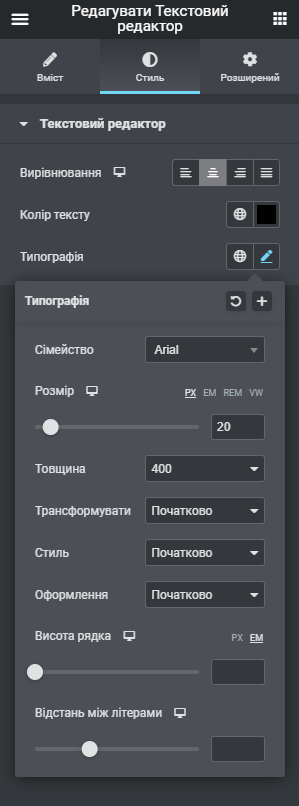 Редагувати Текстовий
редактор
Вміст Стиль Розширений
Текстовий редактор
Вирівнювання
Колір тексту
Типографія
Типографія
Сімейство Arial
Розмір PX EM REM VW
20
Товщина 400
Трансформувати Початково
Стиль Початково
Оформлення Початково
Висота рядка PX EM
Відстань між літерами